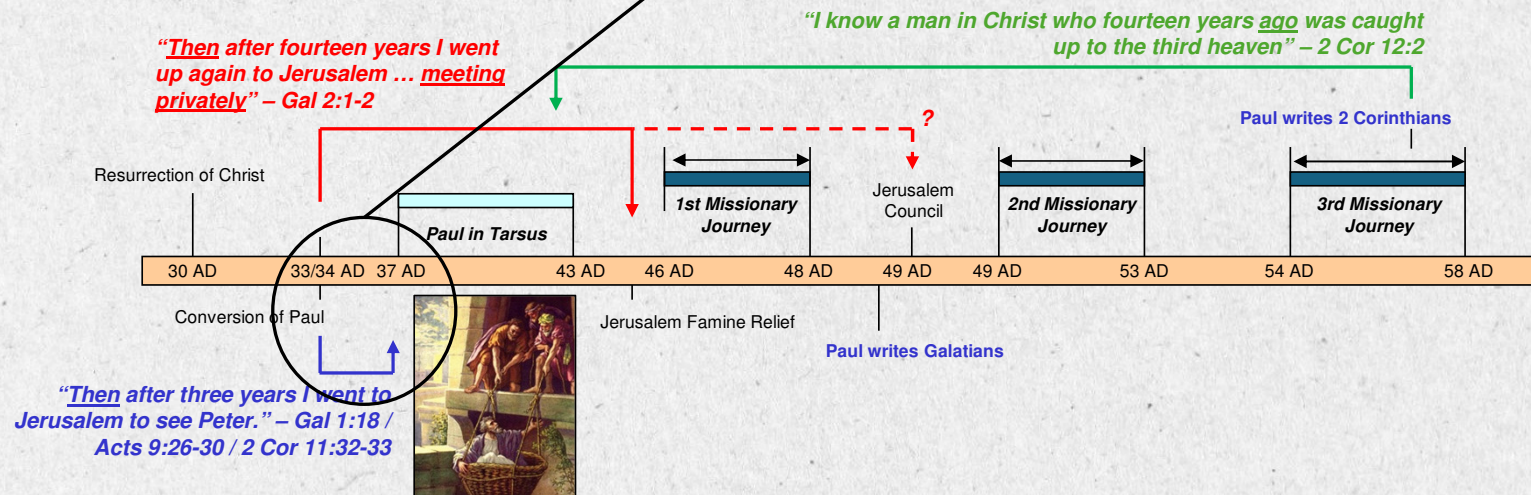 “I know a man in Christ who fourteen years ago was caught
up to the third heaven” – 2 Cor 12:2
“Then after fourteen years I went
up again to Jerusalem … meeting
privately” – Gal 2:1-2
?
Paul writes 2 Corinthians
Resurrection of Christ
Jerusalem
Council
1st Missionary
Journey
2nd Missionary
Journey
3rd Missionary
Journey
Paul in Tarsus
30 AD
33/34 AD
37 AD
43 AD
46 AD
48 AD
49 AD
49 AD
53 AD
54 AD
58 AD
Conversion of Paul
Jerusalem Famine Relief
Paul writes Galatians
“Then after three years I went to
Jerusalem to see Peter.” – Gal 1:18 /
Acts 9:26-30 / 2 Cor 11:32-33